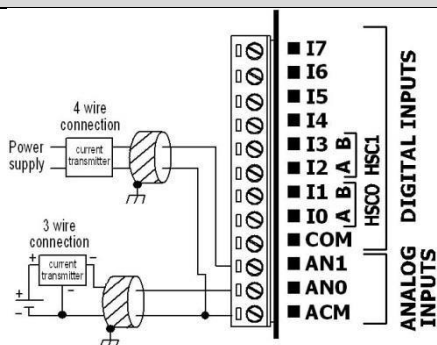 4 wire
connection
Power
supply
current
transmitter
3 wire
connection
+
-
current
transmitter
-
+
-
I7
I6
I5
I4
I3 B
I2 A
HSC1
I1 B
I0 A
HSC0
COM
AN1
AN0
ACM
DIGITAL INPUTS
ANALOG
INPUTS